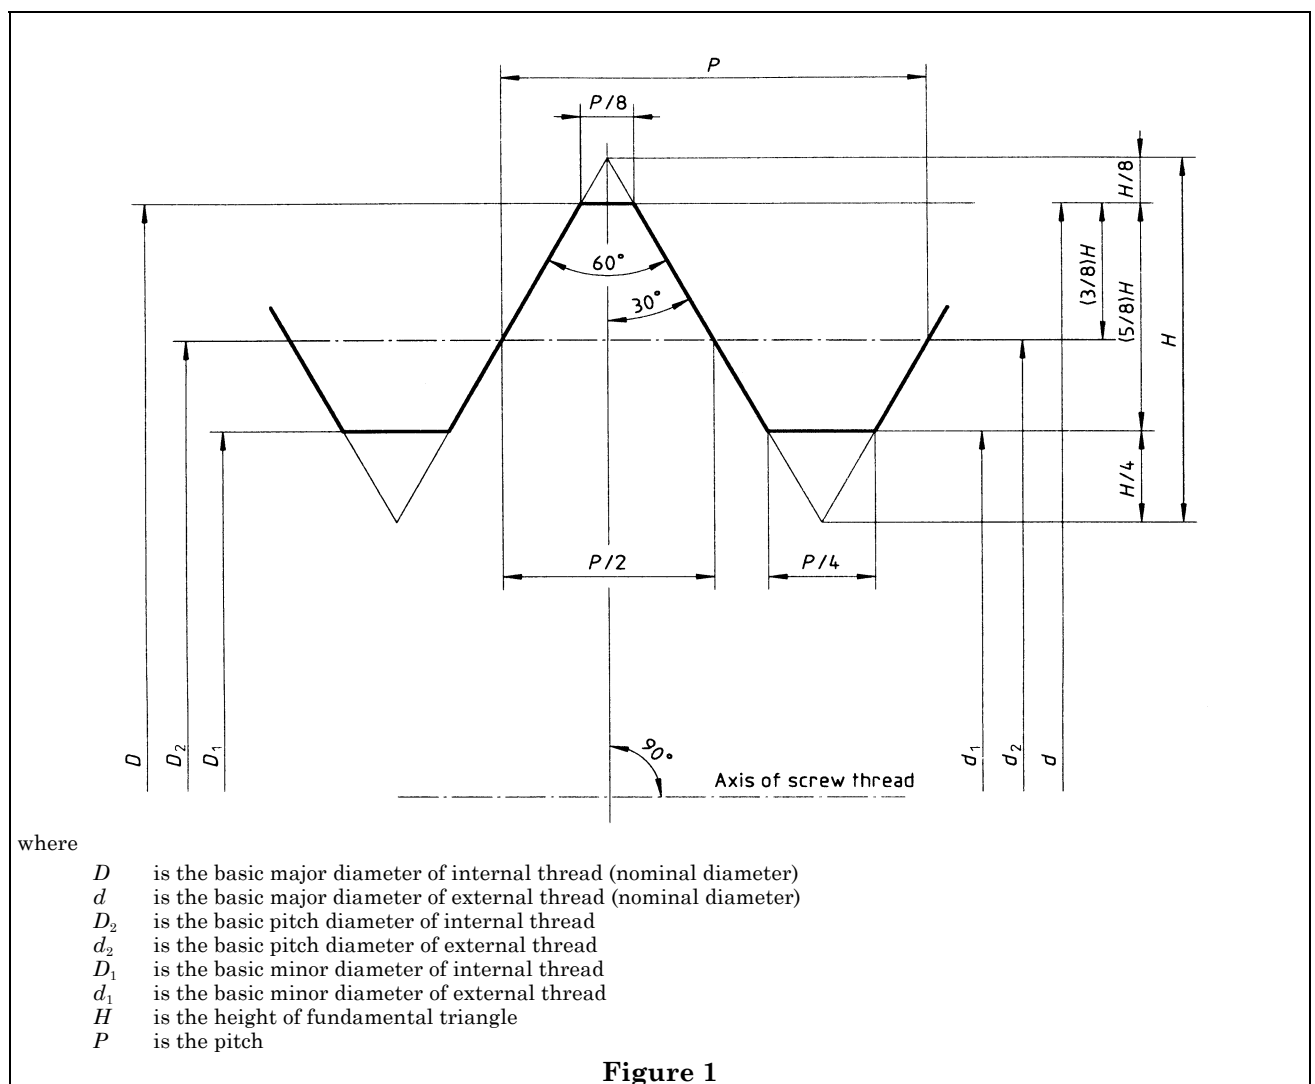 P
P/8
H/8
60°
30°
(3/8)H
(5/8)H
H
H/4
P/2
P/4
D
D₂
D₁
90°
Axis of screw thread
d₁
d₂
d
where
D is the basic major diameter of internal thread (nominal diameter)
d is the basic major diameter of external thread (nominal diameter)
D₂ is the basic pitch diameter of internal thread
d₂ is the basic pitch diameter of external thread
D₁ is the basic minor diameter of internal thread
d₁ is the basic minor diameter of external thread
H is the height of fundamental triangle
P is the pitch
Figure 1